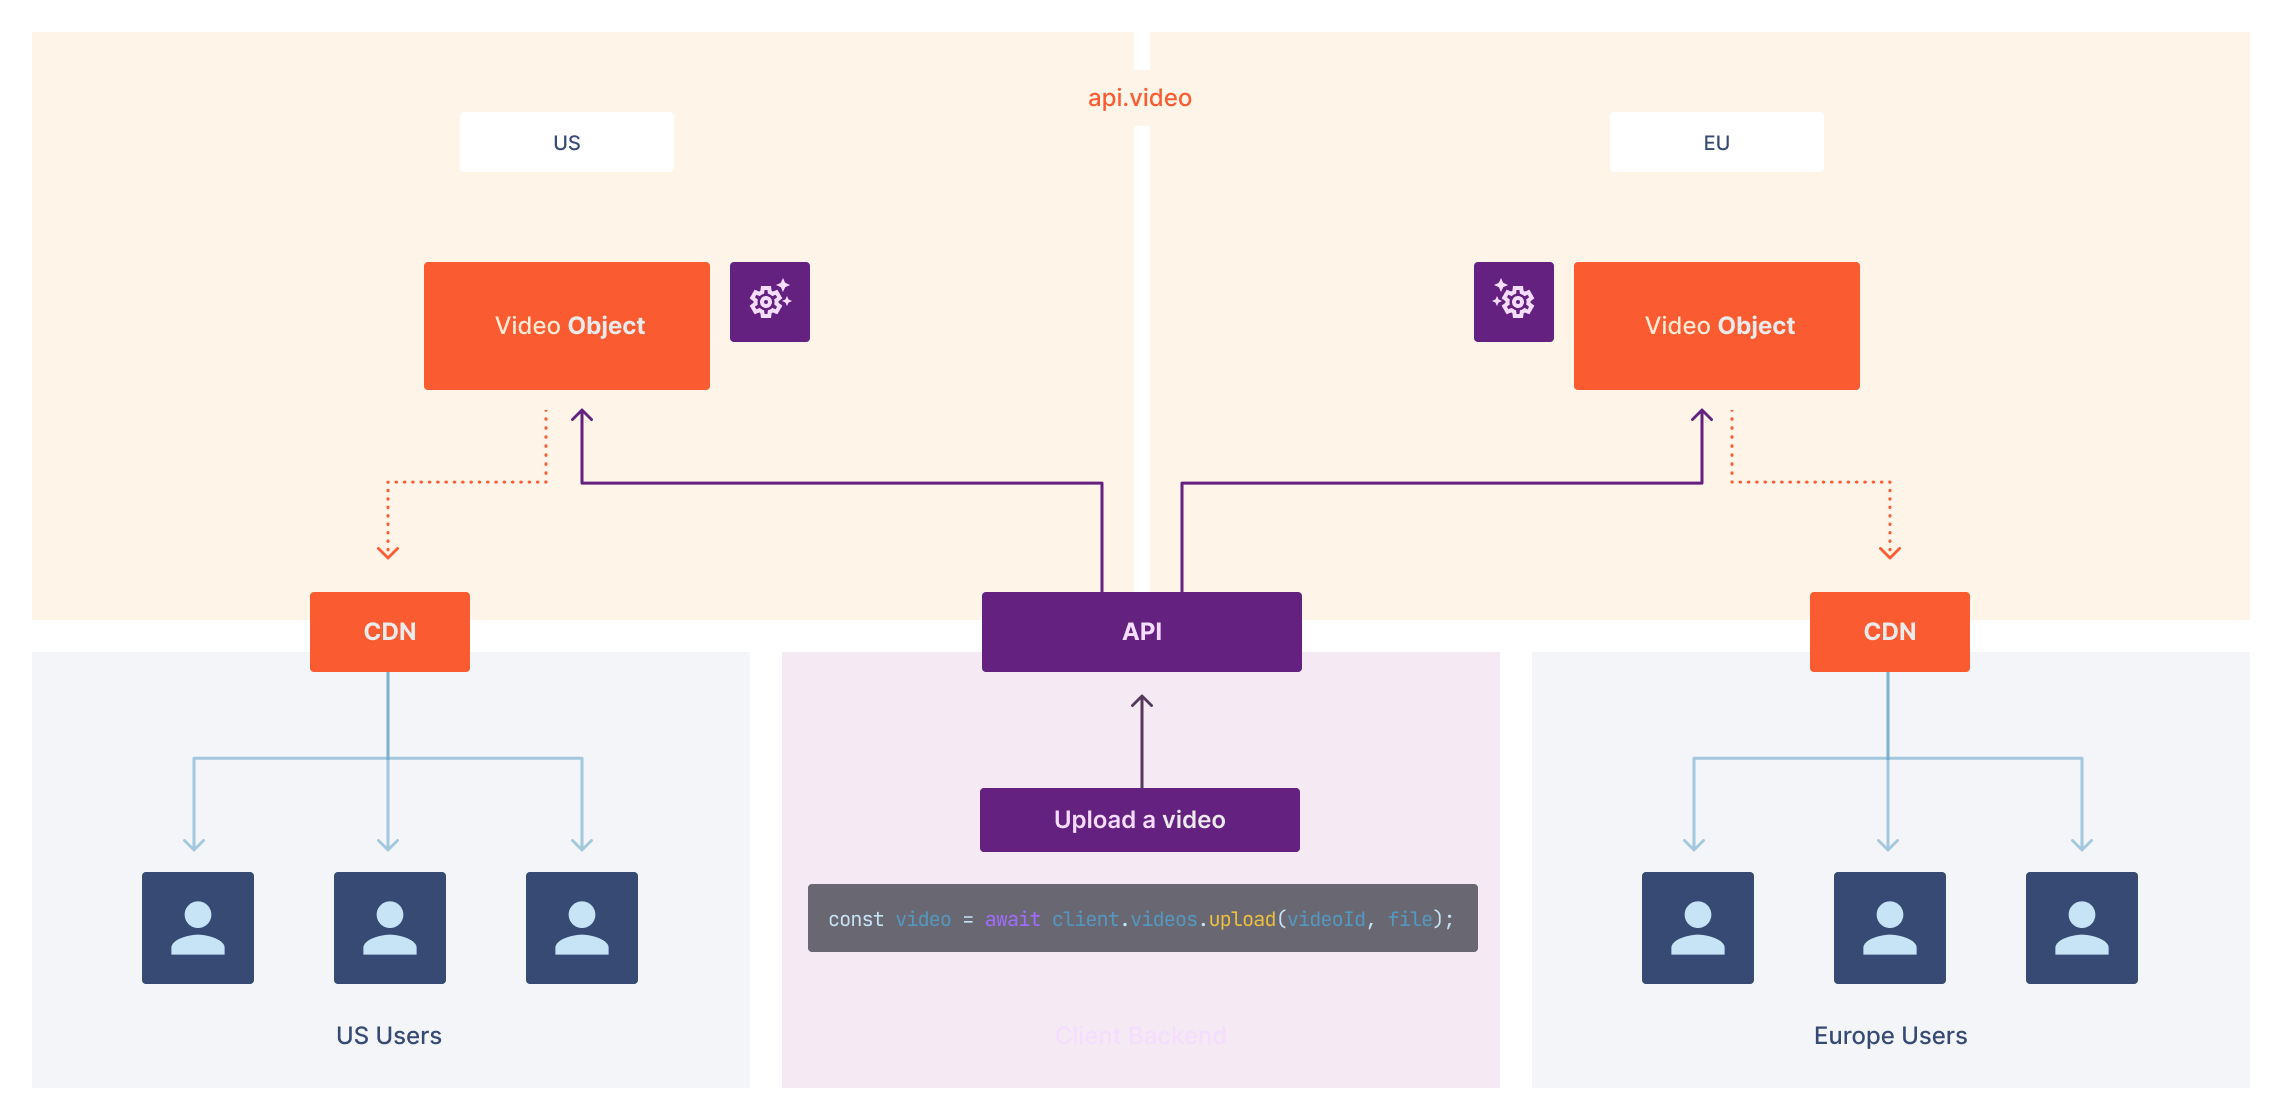 api.video
US
EU
Video Object
Video Object
CDN
API
CDN
Upload a video
const video = await client.videos.upload(videoId, file);
US Users
Client Backend
Europe Users